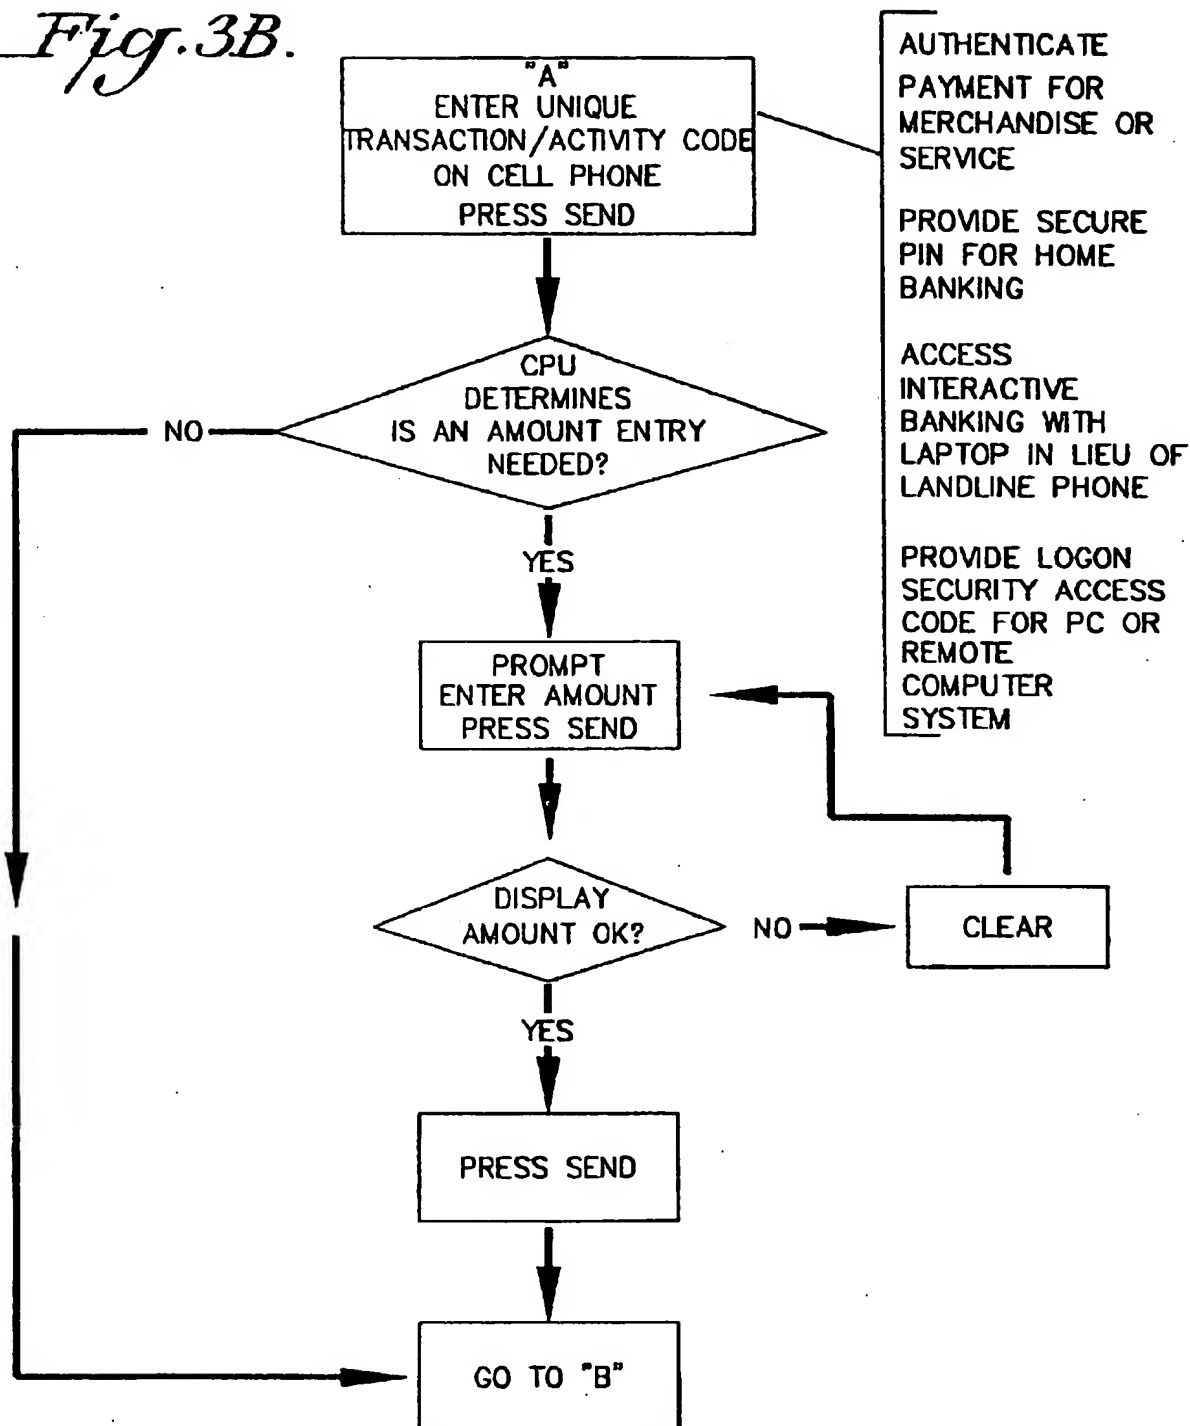 Fig.3B.
"A"
ENTER UNIQUE
TRANSACTION/ACTIVITY CODE
ON CELL PHONE
PRESS SEND
AUTHENTICATE
PAYMENT FOR
MERCHANDISE OR
SERVICE
PROVIDE SECURE
PIN FOR HOME
BANKING
ACCESS
INTERACTIVE
BANKING WITH
LAPTOP IN LIEU OF
LANDLINE PHONE
PROVIDE LOGON
SECURITY ACCESS
CODE FOR PC OR
REMOTE
COMPUTER
SYSTEM
CPU
DETERMINES
IS AN AMOUNT ENTRY
NEEDED?
NO
YES
PROMPT
ENTER AMOUNT
PRESS SEND
DISPLAY
AMOUNT OK?
NO
CLEAR
YES
PRESS SEND
GO TO "B"